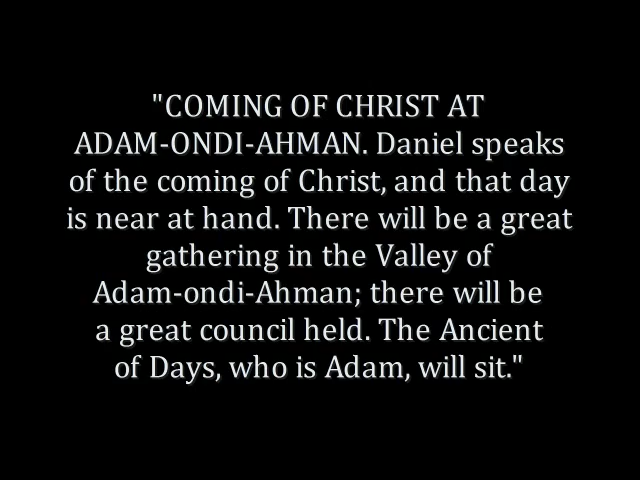 "COMING OF CHRIST AT
ADAM-ONDI-AHMAN. Daniel speaks
of the coming of Christ, and that day
is near at hand. There will be a great
gathering in the Valley of
Adam-ondi-Ahman; there will be
a great council held. The Ancient
of Days, who is Adam, will sit."